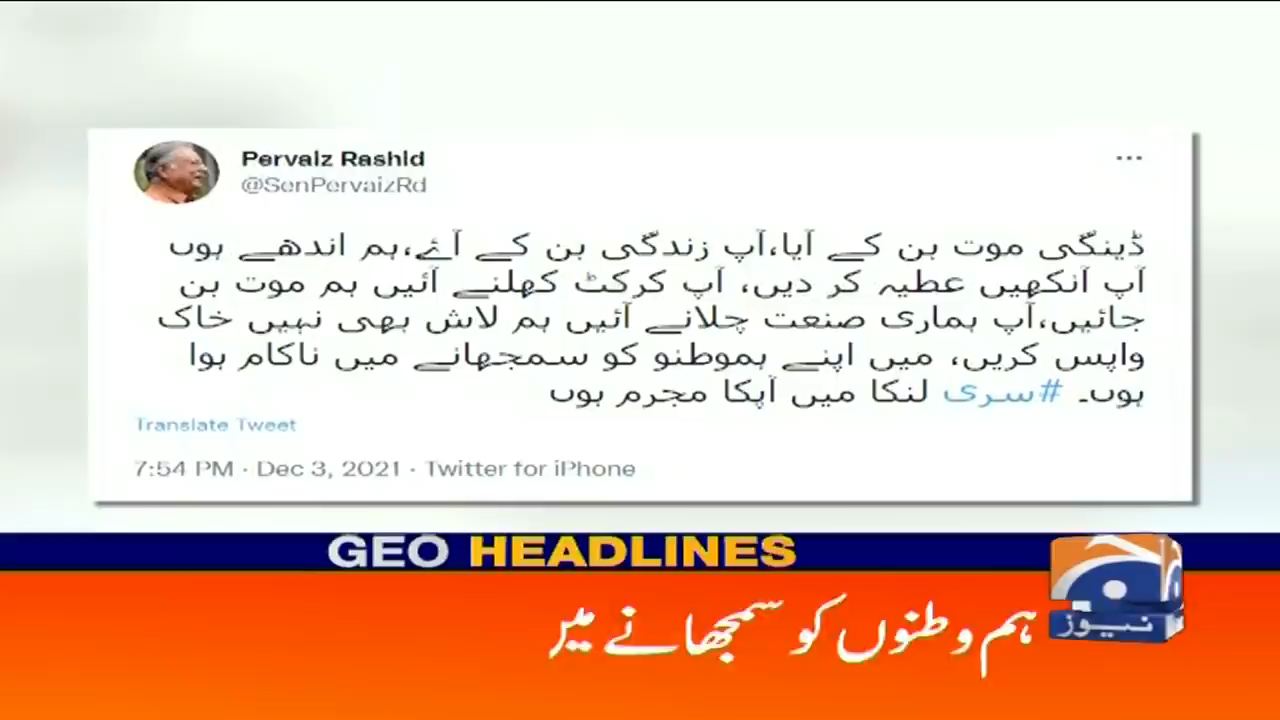 Pervaiz Rashid
@SenPervaizRd
ڈینگی موت بن کے آیا،آپ زندگی بن کے آۓ،ہم اندھے ہوں
آپ آنکھیں عطیہ کر دیں، آپ کرکٹ کھلنے آئیں ہم موت بن
جائیں،آپ ہماری صنعت چلانے آئیں ہم لاش بھی نہیں خاک
واپس کریں، میں اپنے ہموطنو کو سمجھانے میں ناکام ہوا
ہوں۔ #سری لنکا میں آپکا مجرم ہوں
Translate Tweet
7:54 PM · Dec 3, 2021 · Twitter for iPhone
GEO HEADLINES
ہم وطنوں کو سمجھانے میں
جیو
نیوز